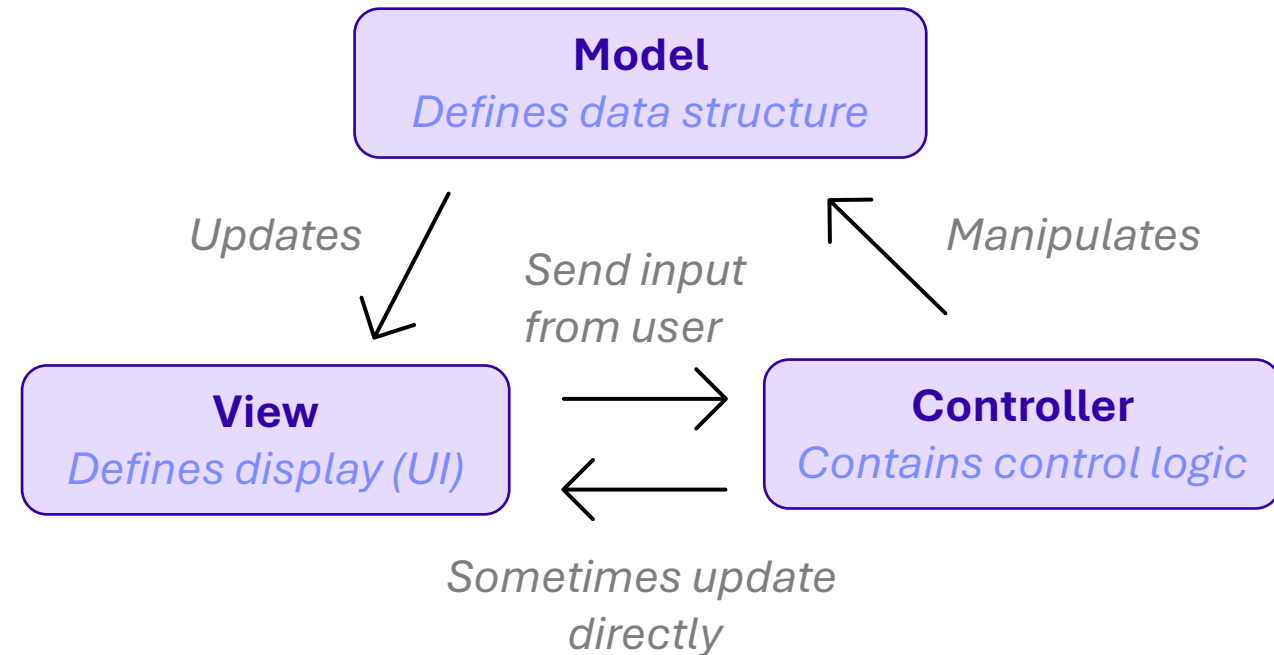 Model
Defines data structure
Updates
Manipulates
Send input
from user
View
Defines display (UI)
Controller
Contains control logic
Sometimes update
directly